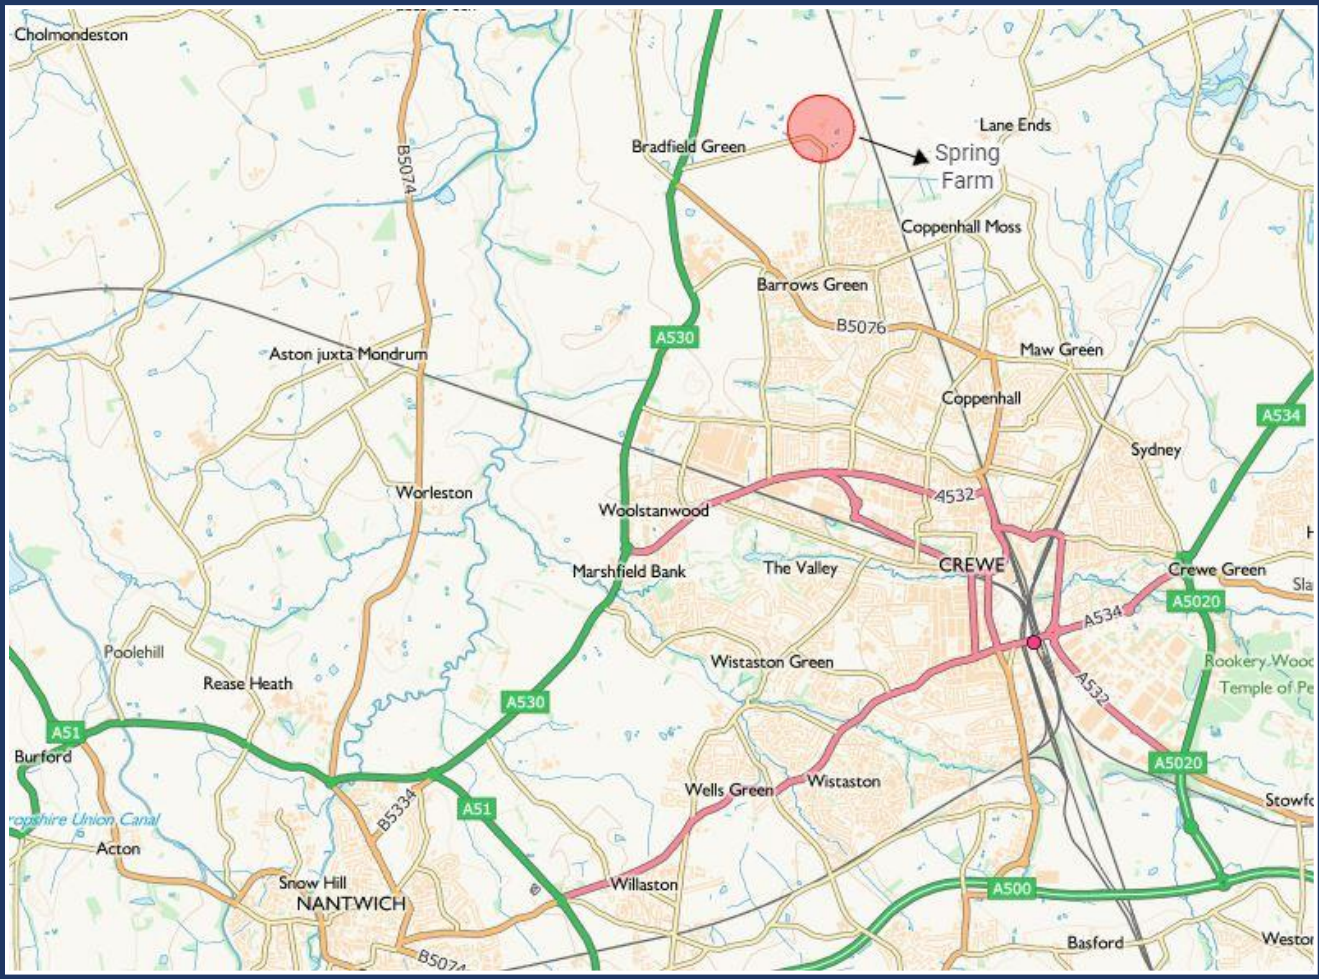 Cholmondeston
Lane Ends
Bradfield Green
Spring
Farm
B5074
Coppenhall Moss
Barrows Green
B5076
A530
Maw Green
Aston juxta Mondrum
Coppenhall
A534
Sydney
Worleston
A532
Woolstanwood
CREWE
Marshfield Bank
The Valley
Crewe Green
Sla
A5020
A534
Poolehill
Wistaston Green
Rookery Wood
Rease Heath
Temple of Pe
A532
A530
A51
Burford
A5020
Wistaston
Wells Green
Stowfo
A51
B5334
ropshire Union Canal
Acton
Snow Hill
Willaston
A500
NANTWICH
Basford
Weston
B5074